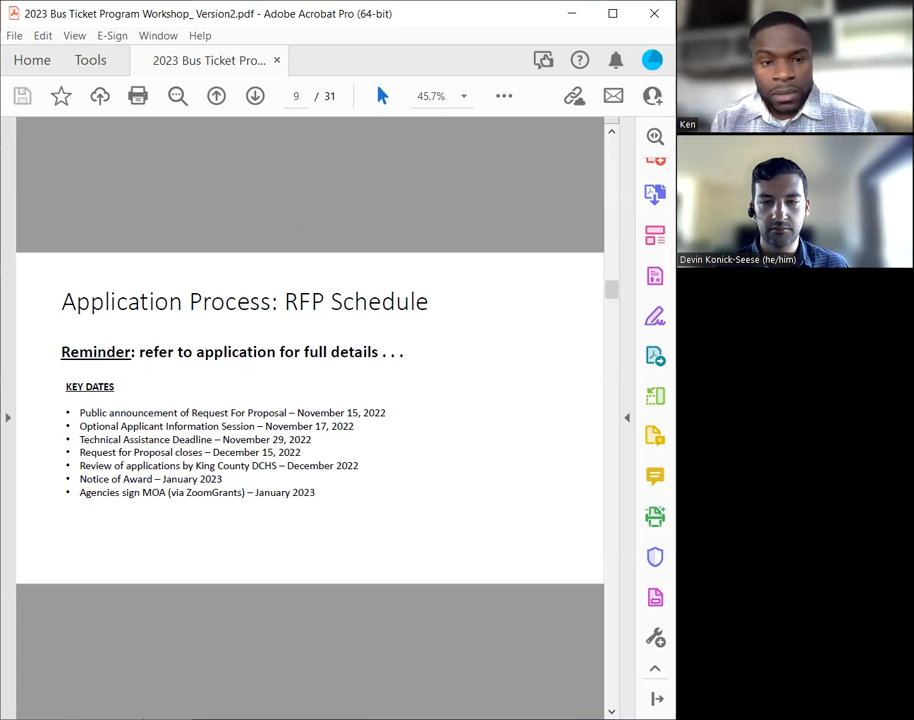 2023 Bus Ticket Program Workshop_ Version2.pdf - Adobe Acrobat Pro (64-bit)
File Edit View E-Sign Window Help
Home Tools 2023 Bus Ticket Pro... ×
9 / 31 45.7%
Application Process: RFP Schedule
Reminder: refer to application for full details . . .
KEY DATES
• Public announcement of Request For Proposal – November 15, 2022
• Optional Applicant Information Session – November 17, 2022
• Technical Assistance Deadline – November 29, 2022
• Request for Proposal closes – December 15, 2022
• Review of applications by King County DCHS – December 2022
• Notice of Award – January 2023
• Agencies sign MOA (via ZoomGrants) – January 2023
Ken
Devin Konick-Seese (he/him)